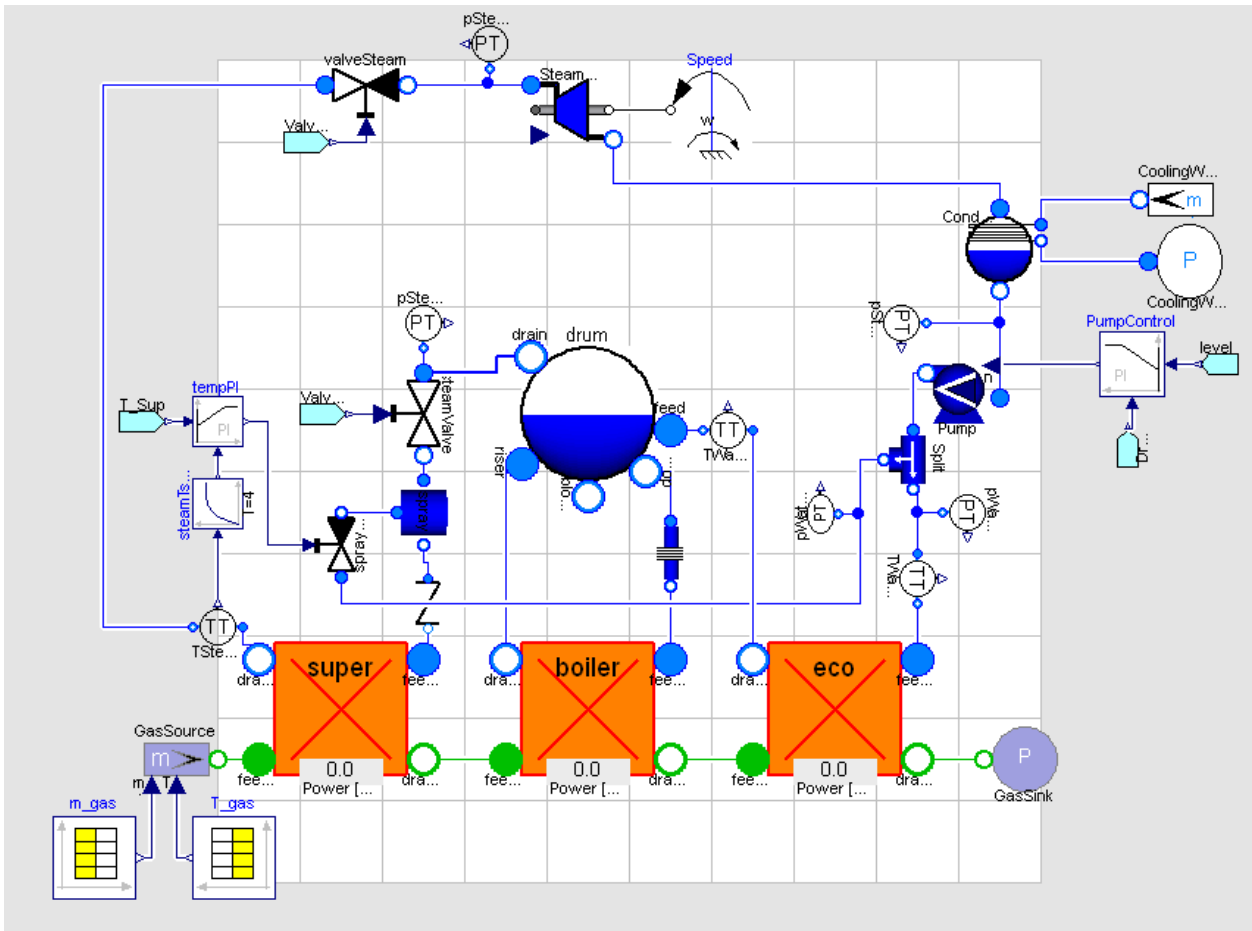 pSte...
PT
valveSteam
Steam...
Speed
Valv...
w
CoolingW...
m
Cond...
P
CoolingW...
pSte...
PT
drain
drum
pSt...
PT
PumpControl
level
PI
n
tempPI
T_Sup
PI
Valv...
steamValve
feed
TT
TWa...
Pump
Split
Dr...
riser
steamTs...
T=4
spray
spray...
PT
PT
pWa...
TT
TWa...
TT
TSte...
super
boiler
eco
dra...
fee...
dra...
fee...
dra...
fee...
GasSource
m
m
T
fee...
0.0
Power [...
dra...
fee...
0.0
Power [...
dra...
fee...
0.0
Power [...
dra...
P
GasSink
m_gas
T_gas